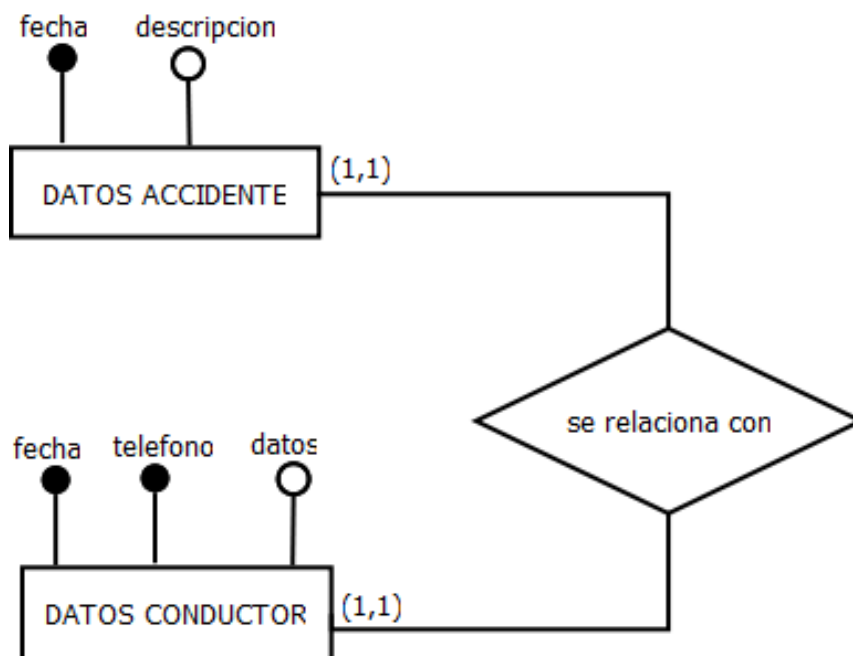 fecha descripcion
(1,1)
DATOS ACCIDENTE
se relaciona con
fecha telefono datos
(1,1)
DATOS CONDUCTOR